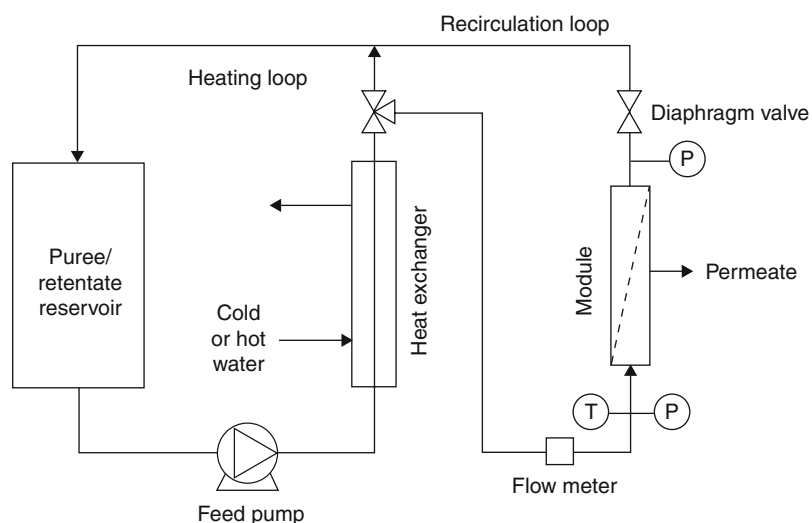 Recirculation loop
Heating loop
Diaphragm valve
P
Puree/
retentate
reservoir
Heat exchanger
Module
Permeate
Cold
or hot
water
T
P
Flow meter
Feed pump